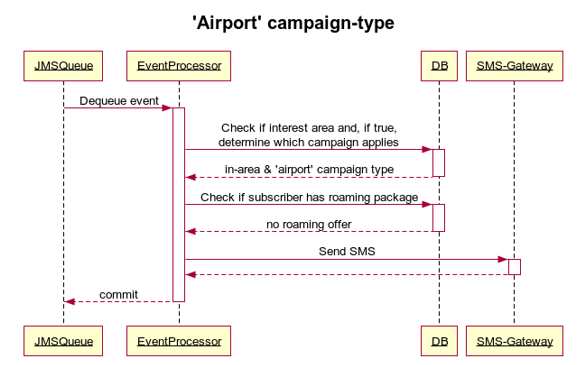 'Airport' campaign-type
JMSQueue
EventProcessor
DB
SMS-Gateway
Dequeue event
Check if interest area and, if true,
determine which campaign applies
in-area & 'airport' campaign type
Check if subscriber has roaming package
no roaming offer
Send SMS
commit
JMSQueue
EventProcessor
DB
SMS-Gateway